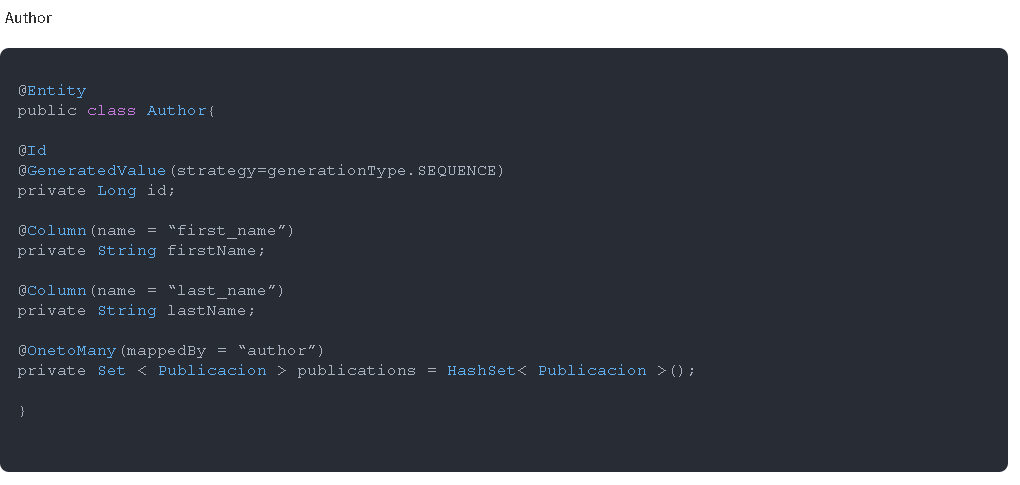 Author
@Entity
public class Author{
@Id
@GeneratedValue(strategy=generationType.SEQUENCE)
private Long id;
@Column(name = “first_name”)
private String firstName;
@Column(name = “last_name”)
private String lastName;
@OnetoMany(mappedBy = “author”)
private Set < Publicacion > publications = HashSet< Publicacion >();
}